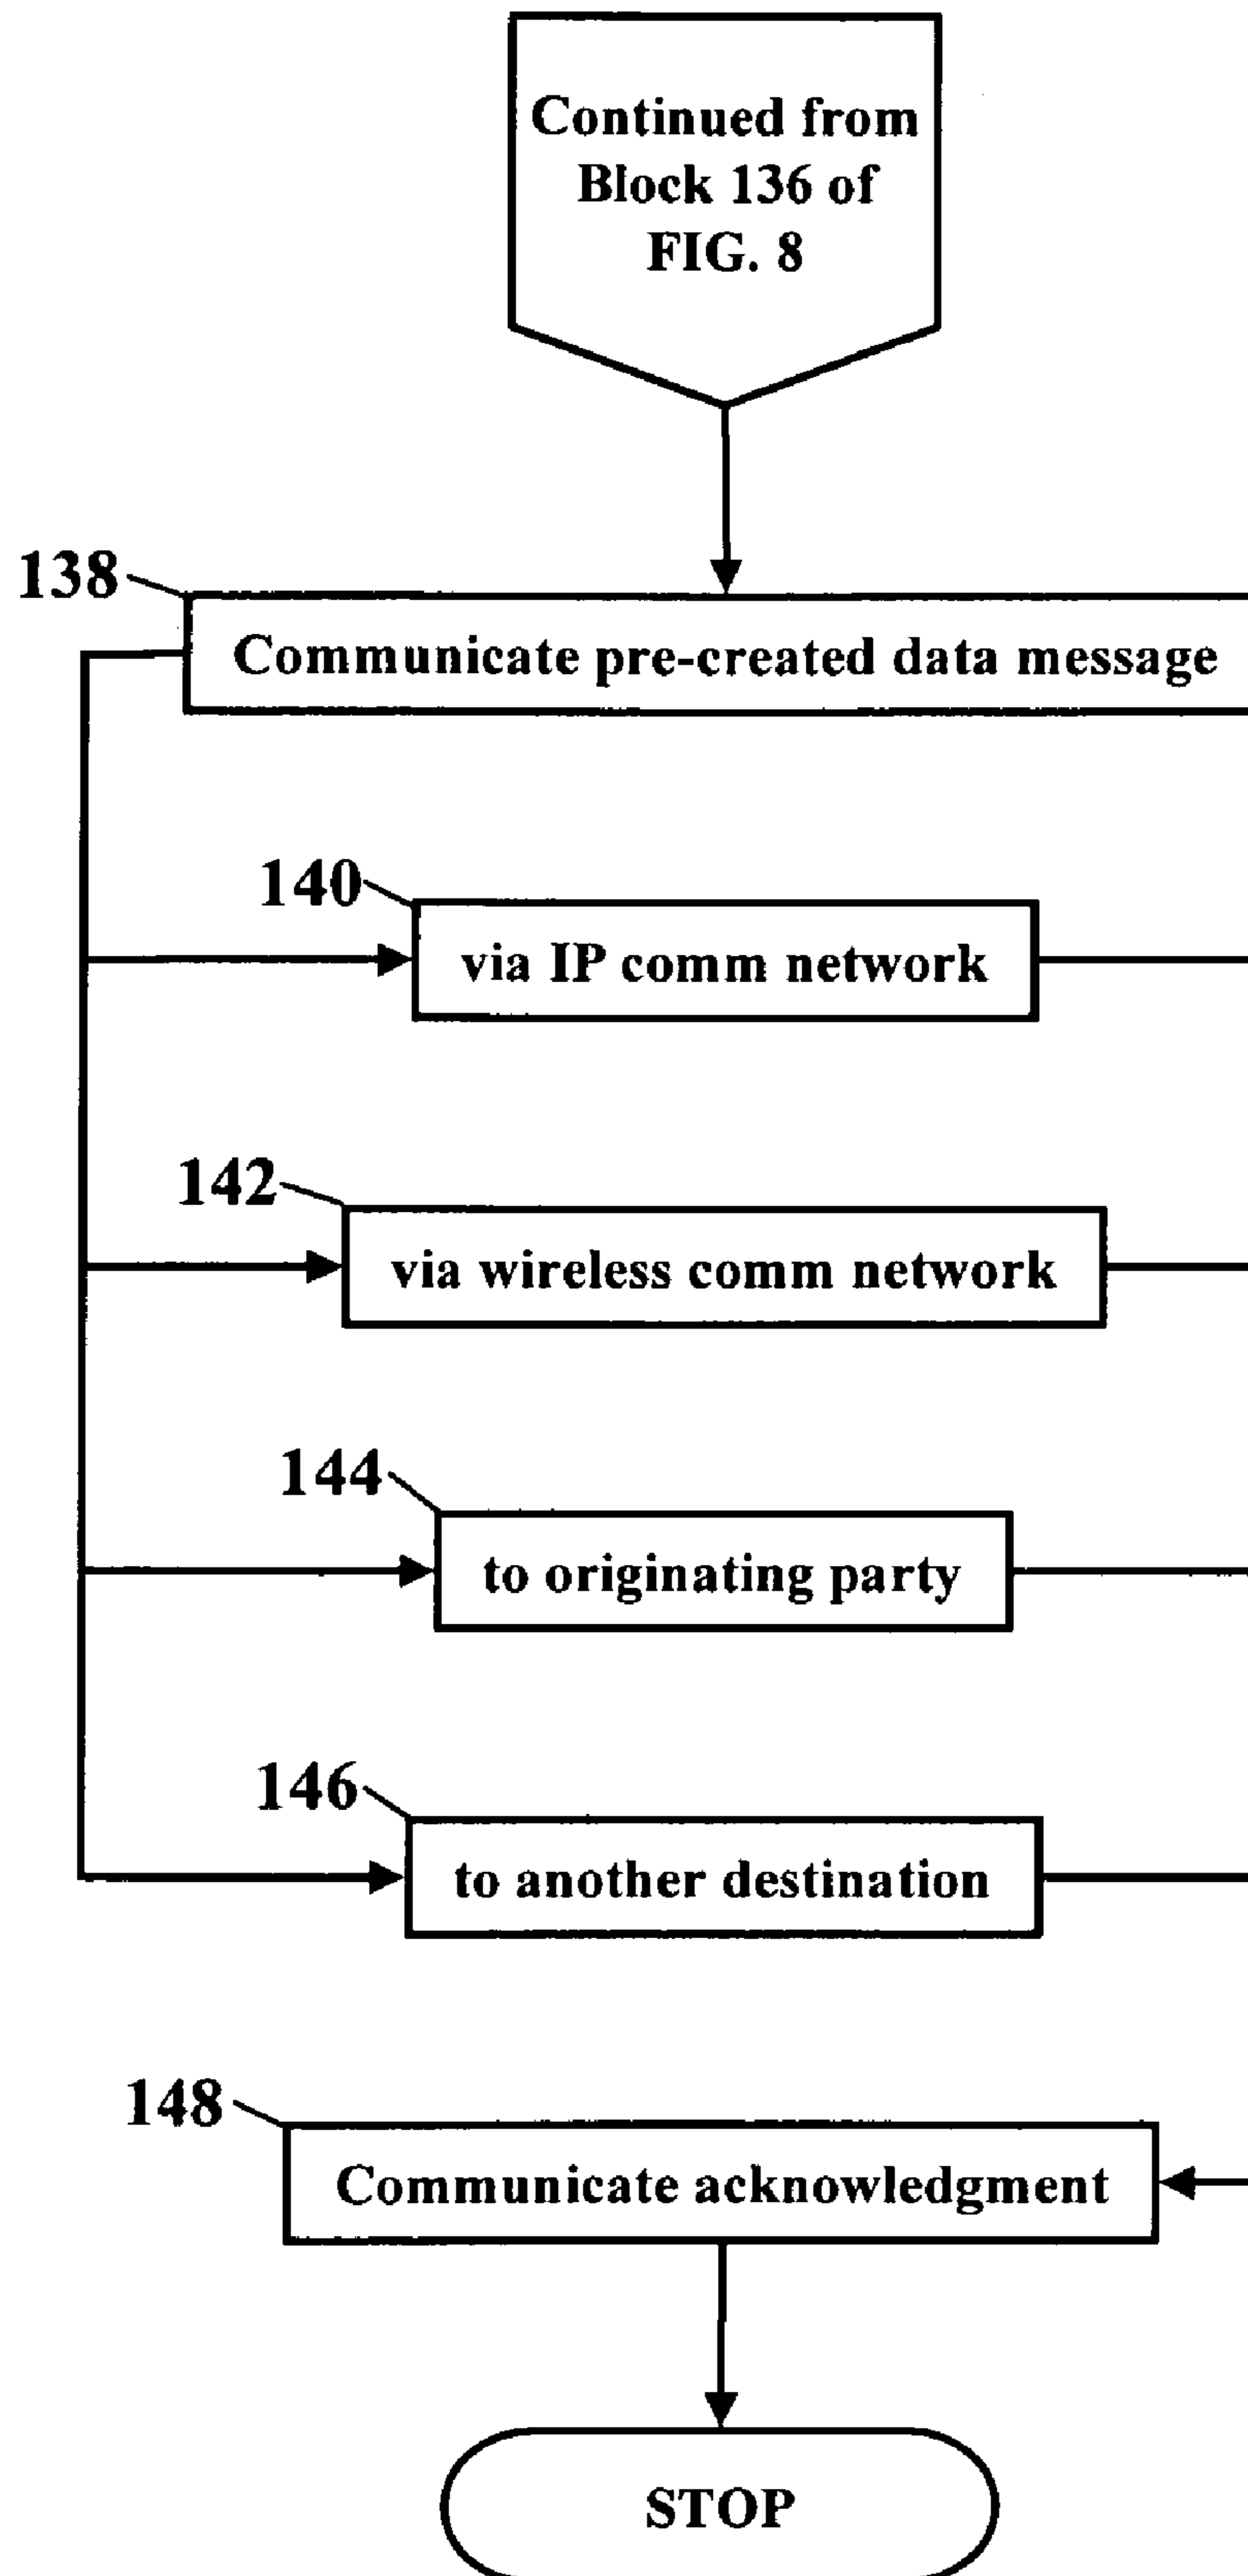 Continued from
Block 136 of
FIG. 8
138
Communicate pre-created data message
140
via IP comm network
142
via wireless comm network
144
to originating party
146
to another destination
148
Communicate acknowledgment
STOP